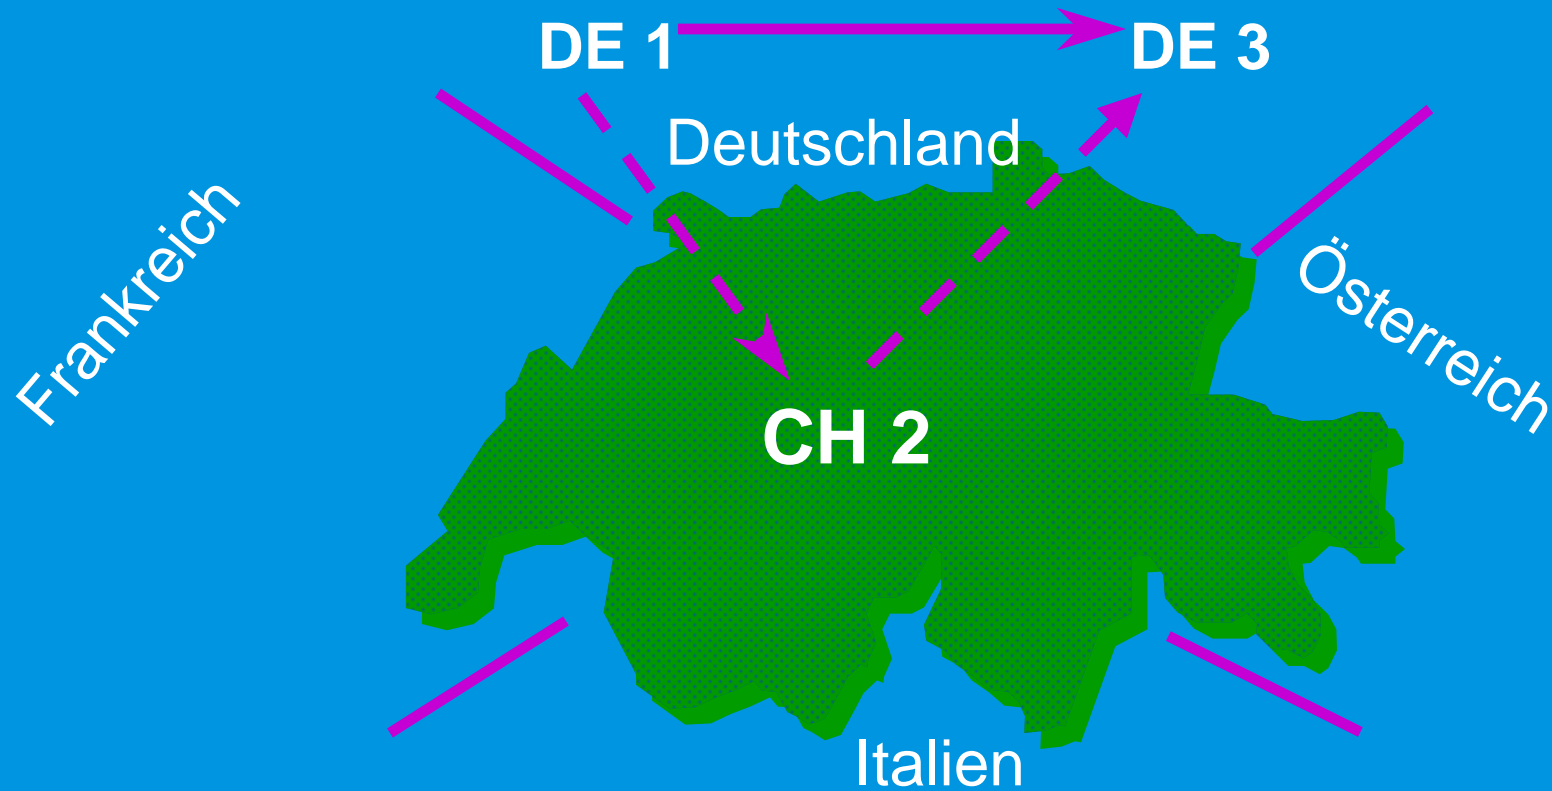 DE 1
DE 3
Deutschland
Frankreich
Österreich
CH 2
Italien